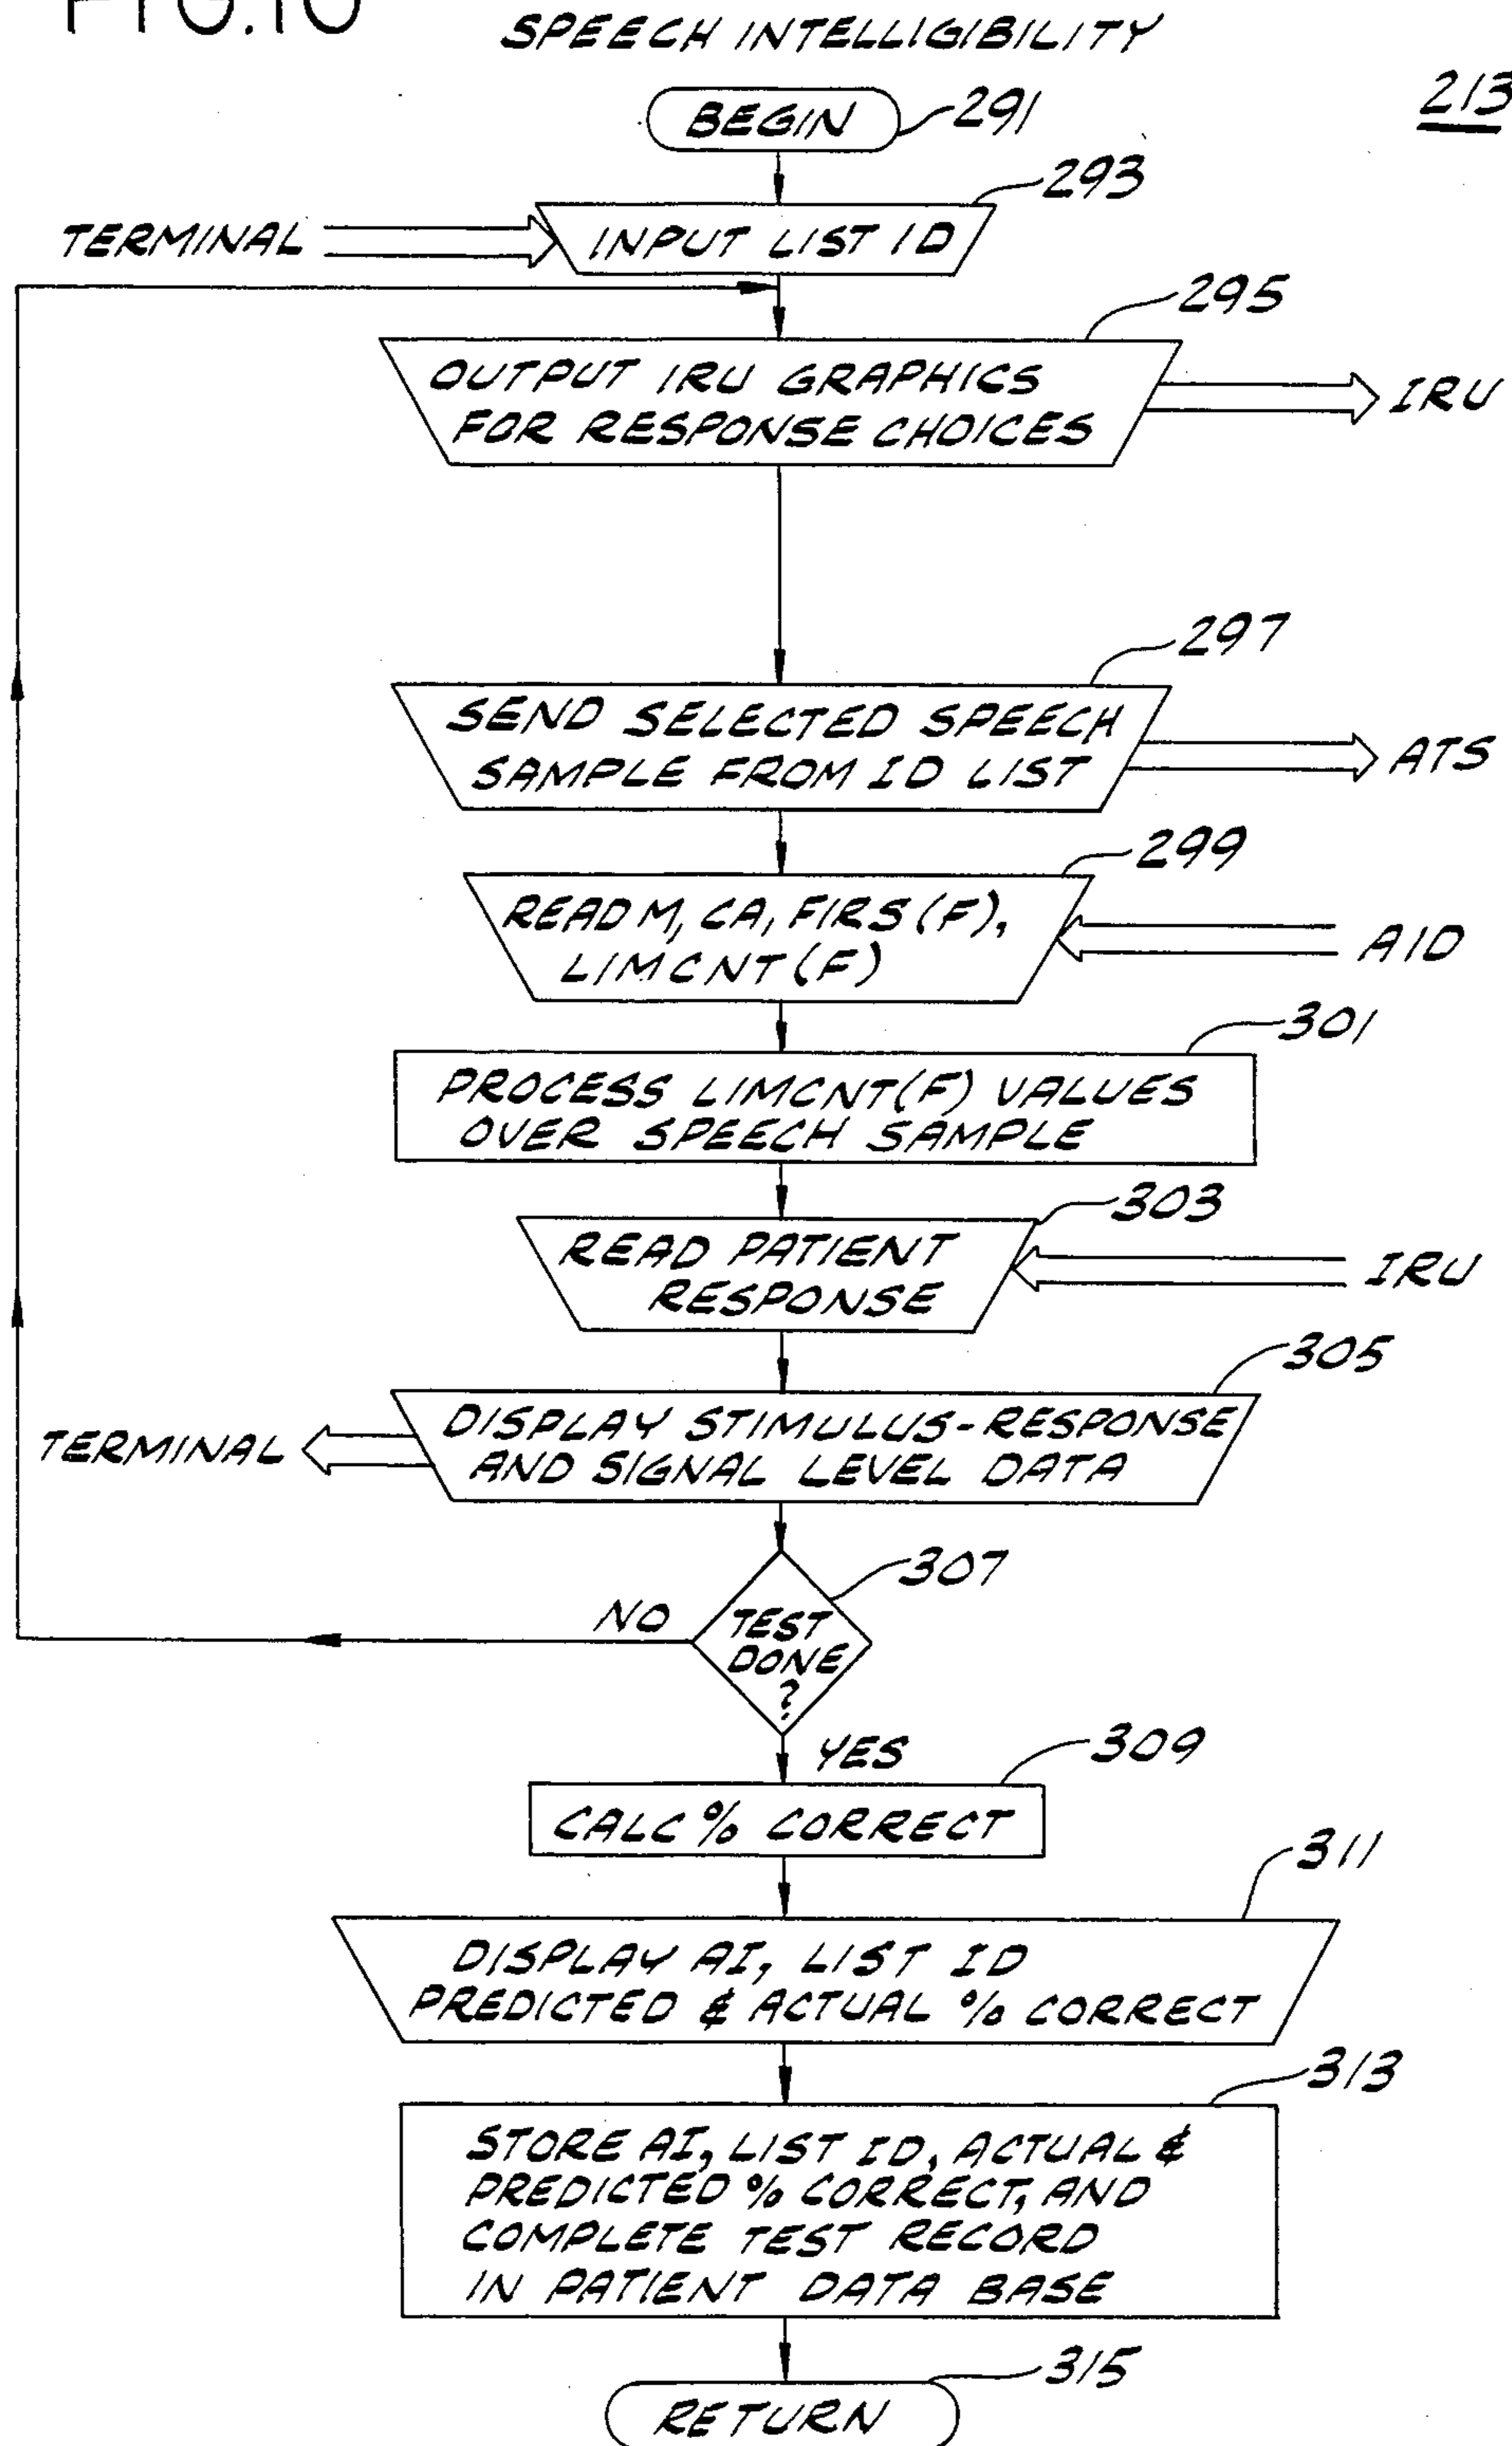 FIG.10
SPEECH INTELLIGIBILITY
213
BEGIN
291
293
TERMINAL
INPUT LIST ID
295
OUTPUT IRU GRAPHICS
FOR RESPONSE CHOICES
IRU
297
SEND SELECTED SPEECH
SAMPLE FROM ID LIST
ATS
299
READ M, CA, FIRS(F),
LIMCNT(F)
AID
301
PROCESS LIMCNT(F) VALUES
OVER SPEECH SAMPLE
303
READ PATIENT
RESPONSE
IRU
305
DISPLAY STIMULUS-RESPONSE
AND SIGNAL LEVEL DATA
TERMINAL
307
NO
TEST
DONE
?
YES
309
CALC % CORRECT
311
DISPLAY AI, LIST ID
PREDICTED & ACTUAL % CORRECT
313
STORE AI, LIST ID, ACTUAL &
PREDICTED % CORRECT, AND
COMPLETE TEST RECORD
IN PATIENT DATA BASE
315
RETURN